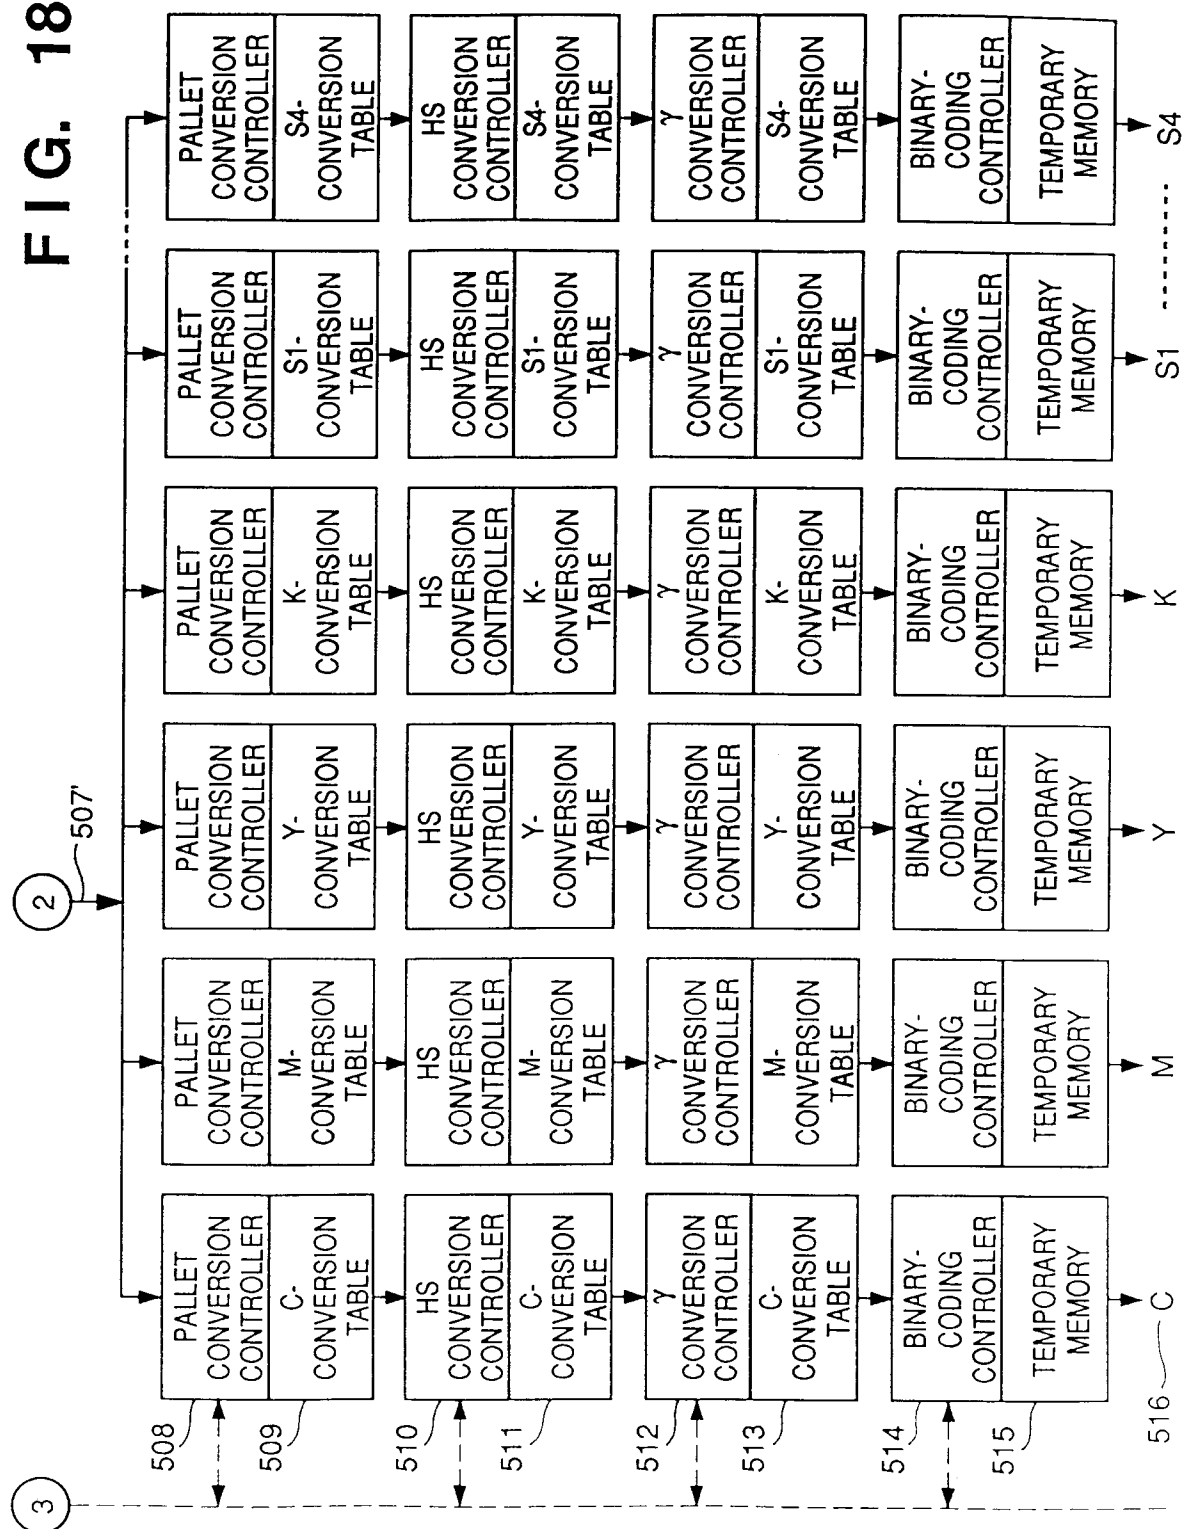 FIG. 18
2
507'
3
PALLET
CONVERSION
CONTROLLER
C-
CONVERSION
TABLE
HS
CONVERSION
CONTROLLER
C-
CONVERSION
TABLE
γ
CONVERSION
CONTROLLER
C-
CONVERSION
TABLE
BINARY-
CODING
CONTROLLER
TEMPORARY
MEMORY
C
508
509
510
511
512
513
514
515
516
PALLET
CONVERSION
CONTROLLER
M-
CONVERSION
TABLE
HS
CONVERSION
CONTROLLER
M-
CONVERSION
TABLE
γ
CONVERSION
CONTROLLER
M-
CONVERSION
TABLE
BINARY-
CODING
CONTROLLER
TEMPORARY
MEMORY
M
PALLET
CONVERSION
CONTROLLER
Y-
CONVERSION
TABLE
HS
CONVERSION
CONTROLLER
Y-
CONVERSION
TABLE
γ
CONVERSION
CONTROLLER
Y-
CONVERSION
TABLE
BINARY-
CODING
CONTROLLER
TEMPORARY
MEMORY
Y
PALLET
CONVERSION
CONTROLLER
K-
CONVERSION
TABLE
HS
CONVERSION
CONTROLLER
K-
CONVERSION
TABLE
γ
CONVERSION
CONTROLLER
K-
CONVERSION
TABLE
BINARY-
CODING
CONTROLLER
TEMPORARY
MEMORY
K
PALLET
CONVERSION
CONTROLLER
S1-
CONVERSION
TABLE
HS
CONVERSION
CONTROLLER
S1-
CONVERSION
TABLE
γ
CONVERSION
CONTROLLER
S1-
CONVERSION
TABLE
BINARY-
CODING
CONTROLLER
TEMPORARY
MEMORY
S1
PALLET
CONVERSION
CONTROLLER
S4-
CONVERSION
TABLE
HS
CONVERSION
CONTROLLER
S4-
CONVERSION
TABLE
γ
CONVERSION
CONTROLLER
S4-
CONVERSION
TABLE
BINARY-
CODING
CONTROLLER
TEMPORARY
MEMORY
S4